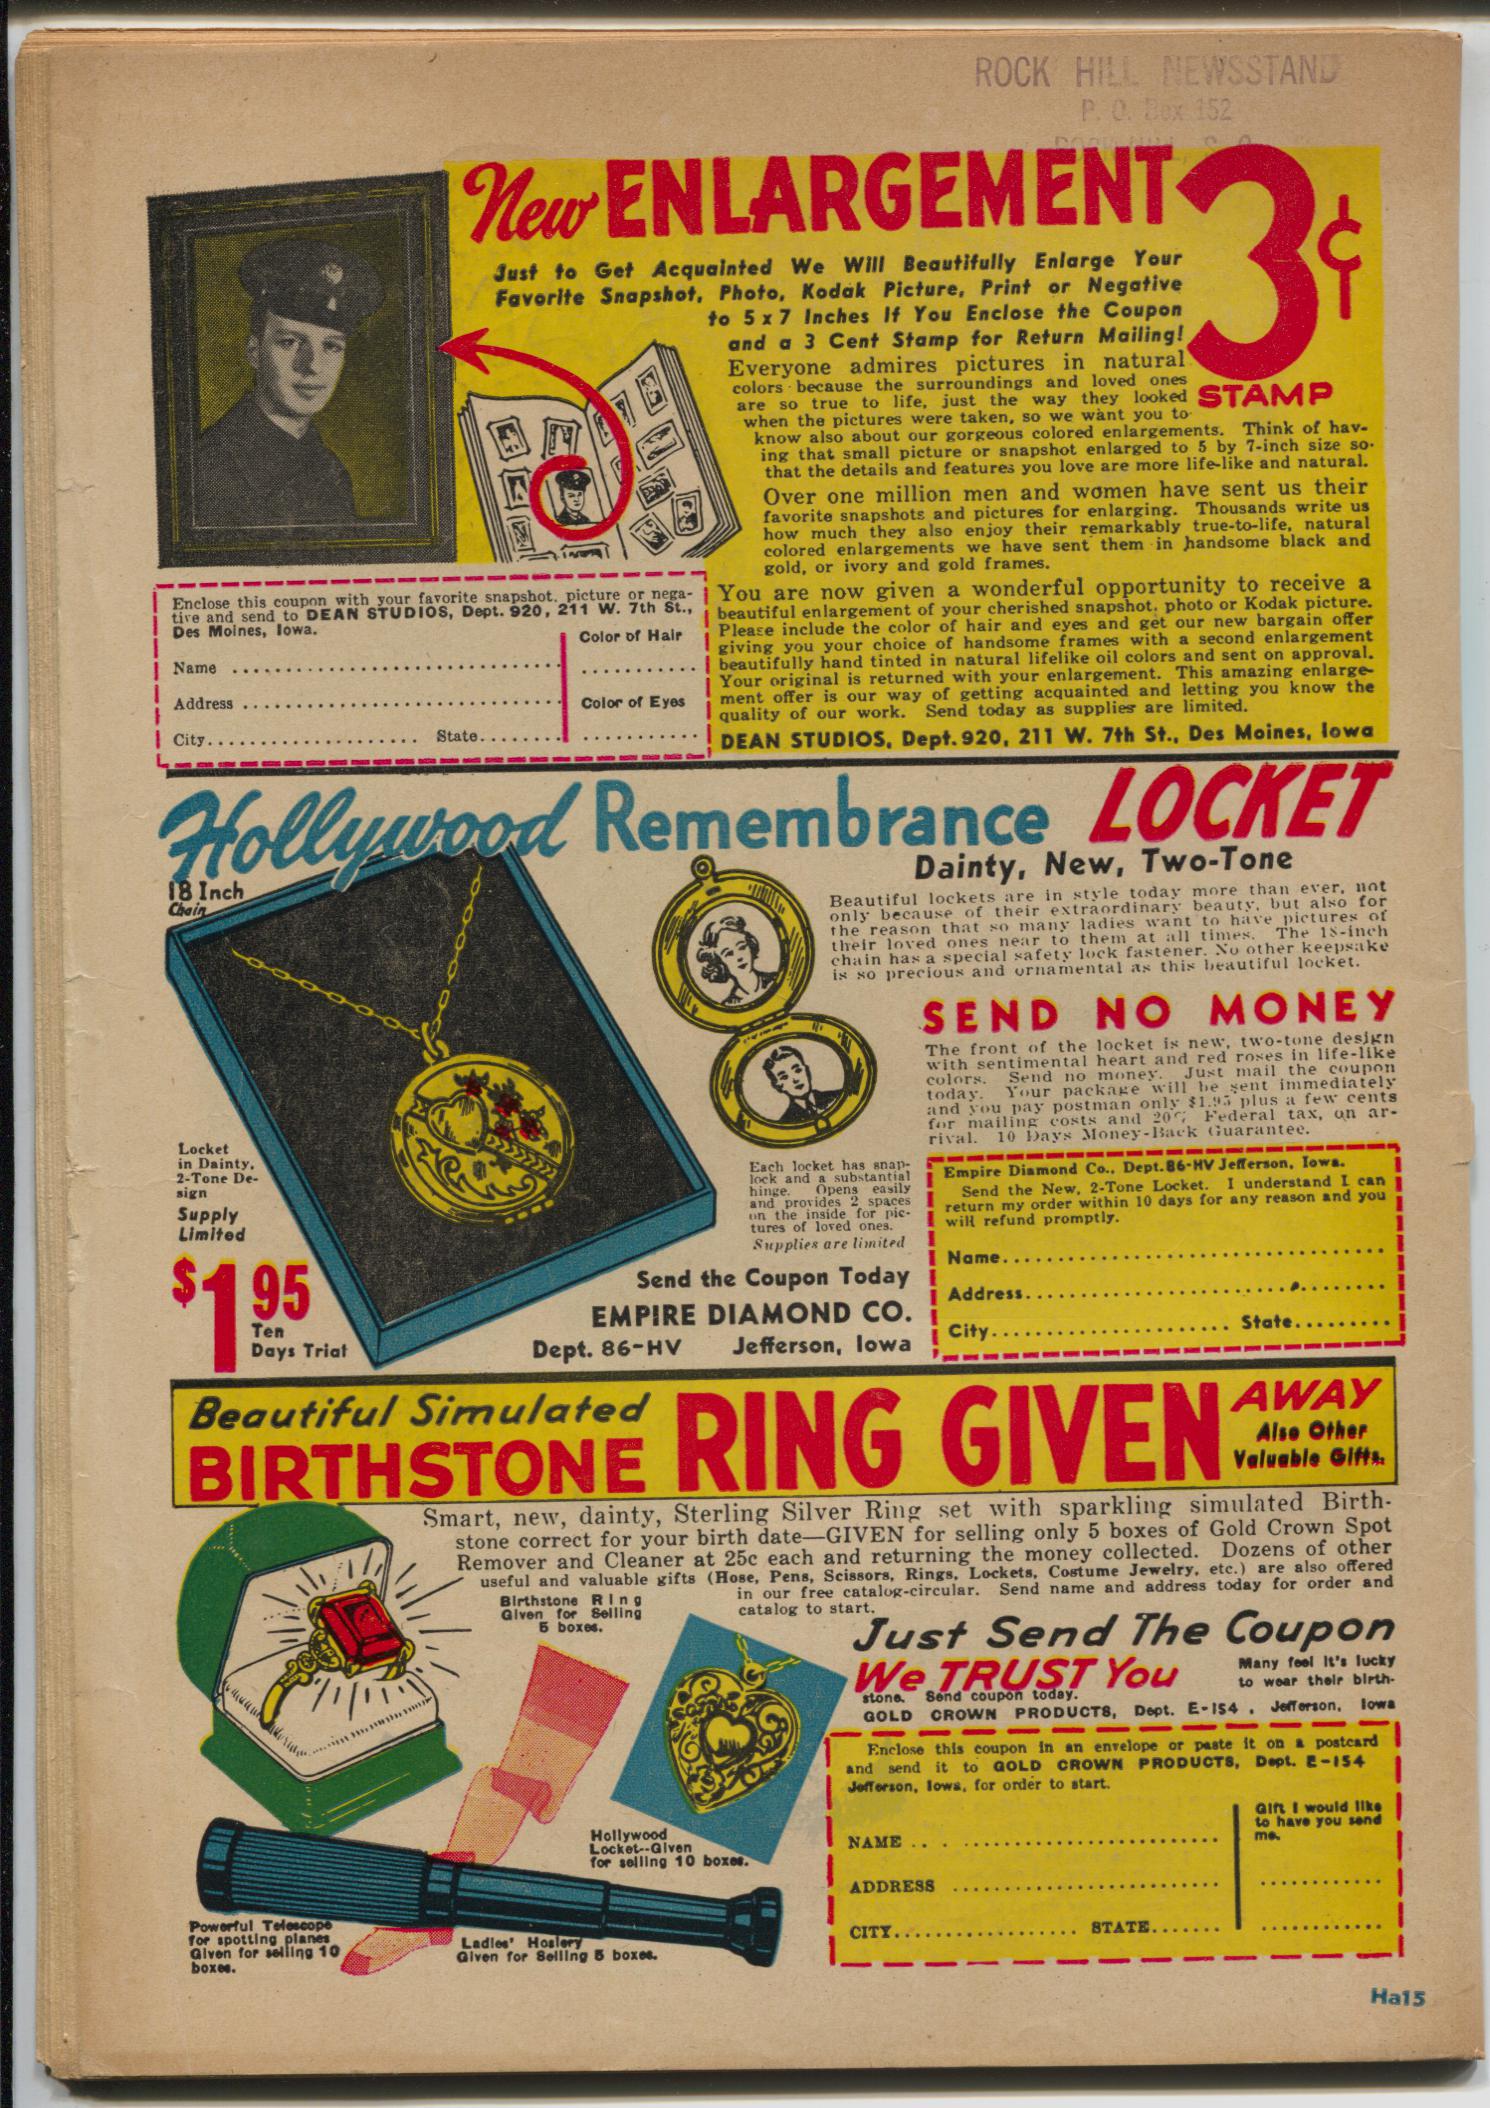 ROCK HILL NEWSSTAND
P. O. Box 152
ROCK HILL, S. C.
New ENLARGEMENT 3¢
STAMP
Just to Get Acquainted We Will Beautifully Enlarge Your
Favorite Snapshot, Photo, Kodak Picture, Print or Negative
to 5 x 7 Inches If You Enclose the Coupon
and a 3 Cent Stamp for Return Mailing!
Everyone admires pictures in natural
colors because the surroundings and loved ones
are so true to life, just the way they looked
when the pictures were taken, so we want you to
know also about our gorgeous colored enlargements. Think of hav-
ing that small picture or snapshot enlarged to 5 by 7-inch size so
that the details and features you love are more life-like and natural.
Over one million men and women have sent us their
favorite snapshots and pictures for enlarging. Thousands write us
how much they also enjoy their remarkably true-to-life, natural
colored enlargements we have sent them in handsome black and
gold, or ivory and gold frames.
You are now given a wonderful opportunity to receive a
beautiful enlargement of your cherished snapshot, photo or Kodak picture.
Please include the color of hair and eyes and get our new bargain offer
giving you your choice of handsome frames with a second enlargement
beautifully hand tinted in natural lifelike oil colors and sent on approval.
Your original is returned with your enlargement. This amazing enlarge-
ment offer is our way of getting acquainted and letting you know the
quality of our work. Send today as supplies are limited.
DEAN STUDIOS, Dept. 920, 211 W. 7th St., Des Moines, Iowa
Enclose this coupon with your favorite snapshot, picture or nega-
tive and send to DEAN STUDIOS, Dept. 920, 211 W. 7th St.,
Des Moines, Iowa.
Color of Hair
Name
Address
Color of Eyes
City State
Hollywood Remembrance LOCKET
Dainty, New, Two-Tone
18 Inch
Chain
Beautiful lockets are in style today more than ever, not
only because of their extraordinary beauty, but also for
the reason that so many ladies want to have pictures of
their loved ones near to them at all times. The 18-inch
chain has a special safety lock fastener. No other keepsake
is so precious and ornamental as this beautiful locket.
SEND NO MONEY
The front of the locket is new, two-tone design
with sentimental heart and red roses in life-like
colors. Send no money. Just mail the coupon
today. Your package will be sent immediately
and you pay postman only $1.95 plus a few cents
for mailing costs and 20% Federal tax, on ar-
rival. 10 Days Money-Back Guarantee.
Locket
in Dainty,
2-Tone De-
sign
Supply
Limited
$1.95
Ten
Days Trial
Each locket has snap-
lock and a substantial
hinge. Opens easily
and provides 2 spaces
on the inside for pic-
tures of loved ones.
Supplies are limited
Send the Coupon Today
EMPIRE DIAMOND CO.
Dept. 86-HV Jefferson, Iowa
Empire Diamond Co., Dept. 86-HV Jefferson, Iowa.
Send the New, 2-Tone Locket. I understand I can
return my order within 10 days for any reason and you
will refund promptly.
Name
Address
City State
Beautiful Simulated
BIRTHSTONE RING GIVEN AWAY
Also Other
Valuable Gifts.
Smart, new, dainty, Sterling Silver Ring set with sparkling simulated Birth-
stone correct for your birth date—GIVEN for selling only 5 boxes of Gold Crown Spot
Remover and Cleaner at 25c each and returning the money collected. Dozens of other
useful and valuable gifts (Hose, Pens, Scissors, Rings, Lockets, Costume Jewelry, etc.) are also offered
in our free catalog-circular. Send name and address today for order and
catalog to start.
Birthstone Ring
Given for Selling
5 boxes.
Just Send The Coupon
We TRUST You
Many feel it's lucky
to wear their birth-
stone. Send coupon today.
GOLD CROWN PRODUCTS, Dept. E-154, Jefferson, Iowa
Enclose this coupon in an envelope or paste it on a postcard
and send it to GOLD CROWN PRODUCTS, Dept. E-154
Jefferson, Iowa, for order to start.
Gift I would like
to have you send
me.
NAME
ADDRESS
CITY STATE
Hollywood
Locket--Given
for selling 10 boxes.
Powerful Telescope
for spotting planes
Given for selling 10
boxes.
Ladies' Hosiery
Given for Selling 5 boxes.
Ha15